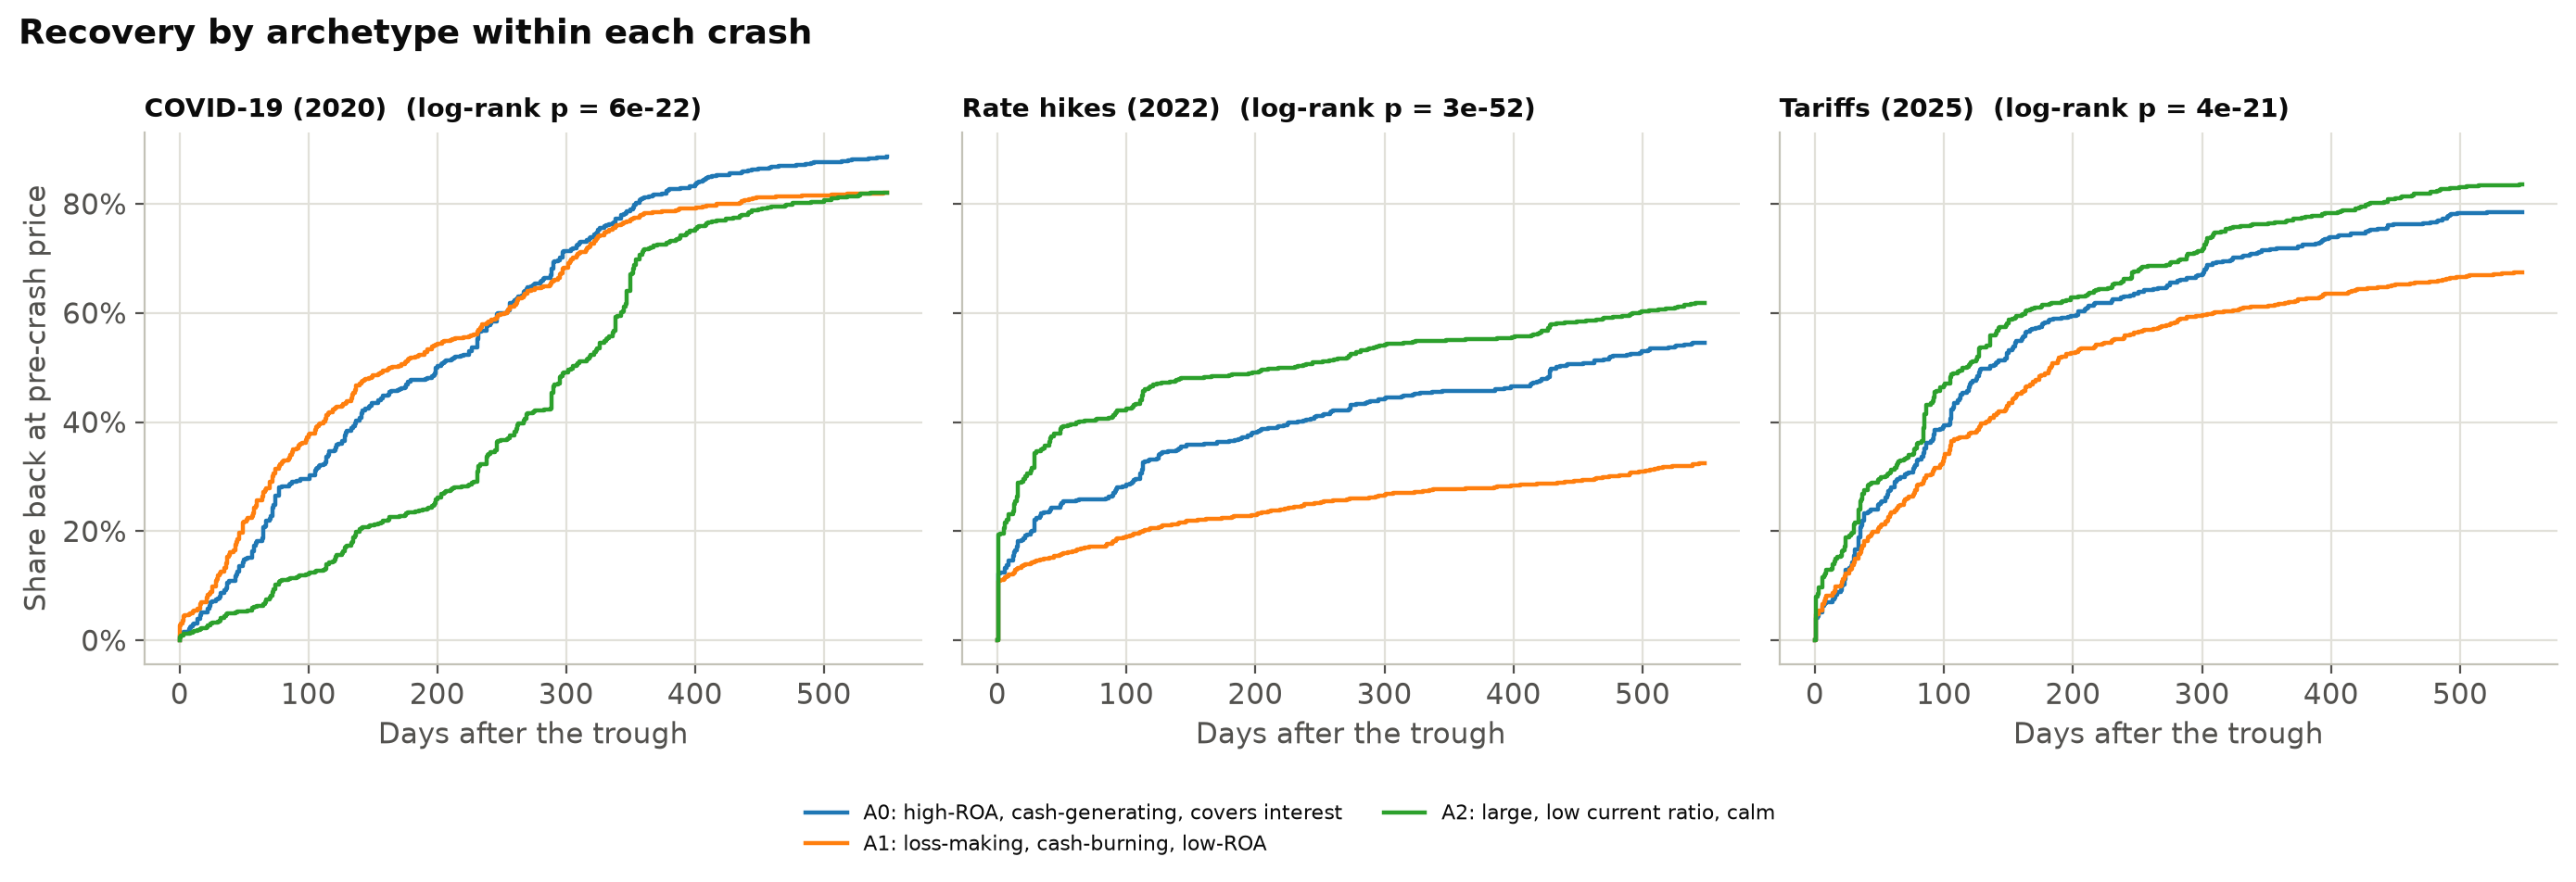 Recovery by archetype within each crash
COVID-19 (2020)  (log-rank p = 6e-22)
Rate hikes (2022)  (log-rank p = 3e-52)
Tariffs (2025)  (log-rank p = 4e-21)
Share back at pre-crash price
80%
60%
40%
20%
0%
0 100 200 300 400 500
0 100 200 300 400 500
0 100 200 300 400 500
Days after the trough
Days after the trough
Days after the trough
A0: high-ROA, cash-generating, covers interest
A1: loss-making, cash-burning, low-ROA
A2: large, low current ratio, calm